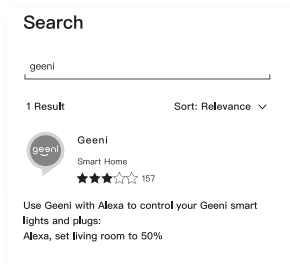 Search
geeni
1 Result
Sort: Relevance
geeni
Geeni
Smart Home
157
Use Geeni with Alexa to control your Geeni smart
lights and plugs:
Alexa, set living room to 50%